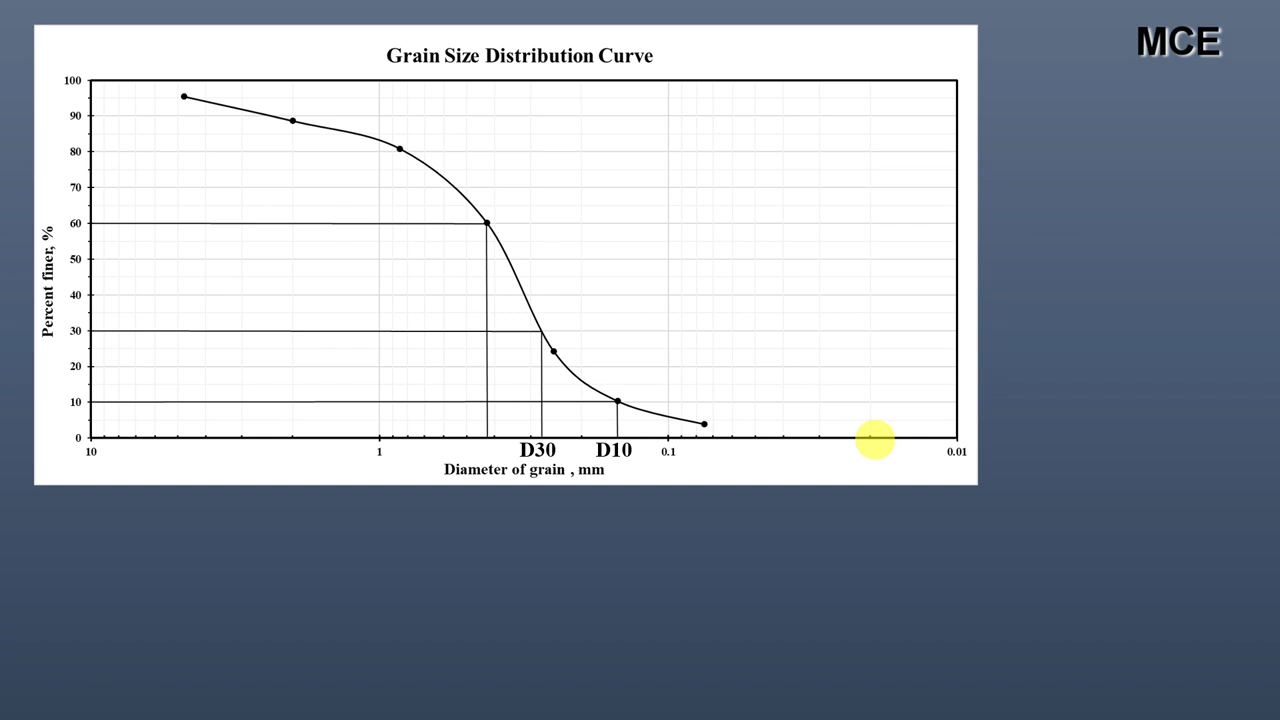 MCE
Grain Size Distribution Curve
100
90
80
70
60
50
40
30
20
10
0
Percent finer, %
10
1
0.1
0.01
D30
D10
Diameter of grain , mm